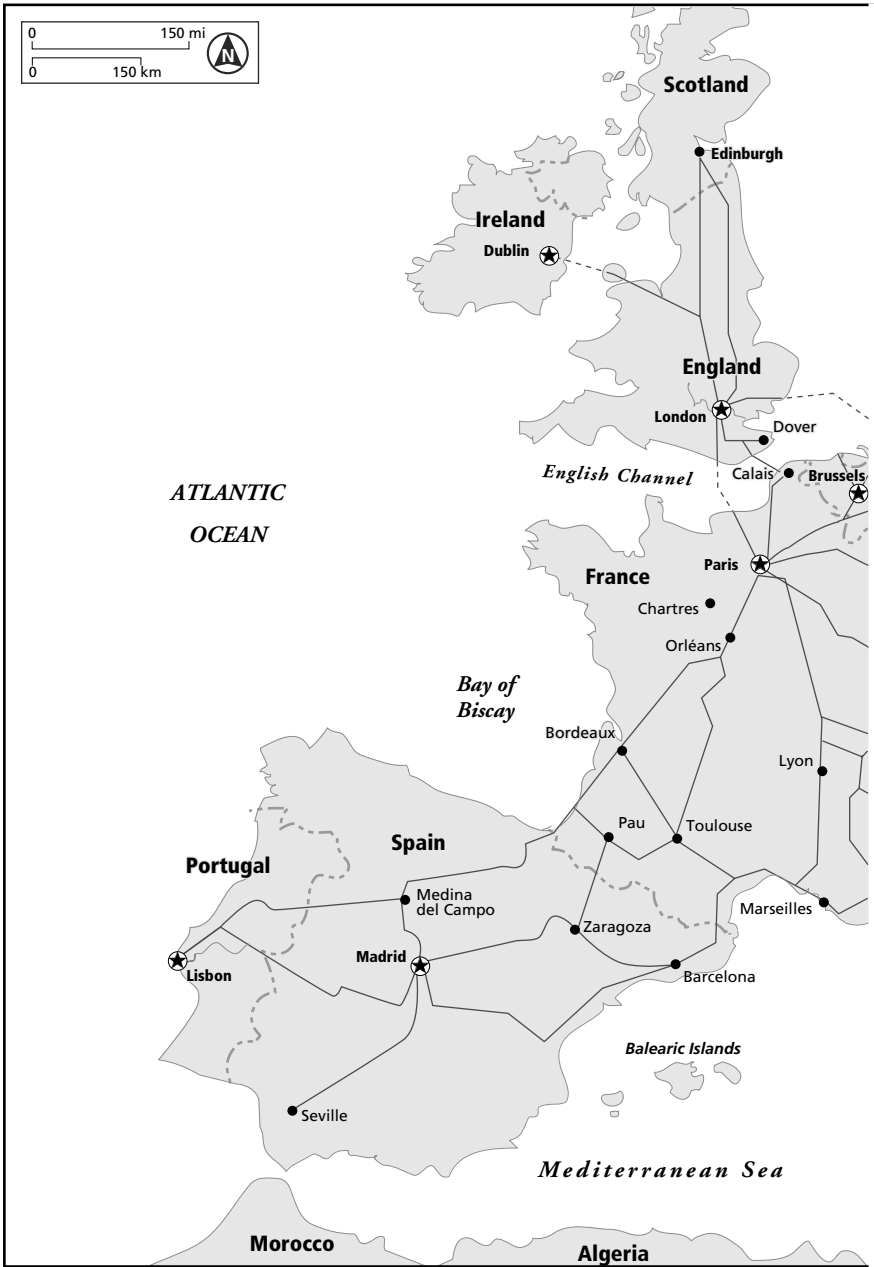 0 150 mi
0 150 km
N
Scotland
Edinburgh
Ireland
Dublin
England
London
Dover
English Channel
Calais
Brussels
ATLANTIC
OCEAN
France
Paris
Chartres
Orléans
Bay of
Biscay
Bordeaux
Lyon
Pau
Toulouse
Spain
Portugal
Medina
del Campo
Marseilles
Zaragoza
Madrid
Lisbon
Barcelona
Balearic Islands
Seville
Mediterranean Sea
Morocco
Algeria